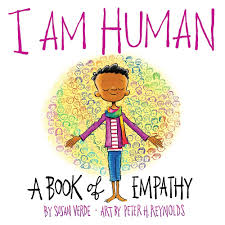 I AM HUMAN
A BOOK of EMPATHY
BY SUSAN VERDE • ART BY PETER H. REYNOLDS